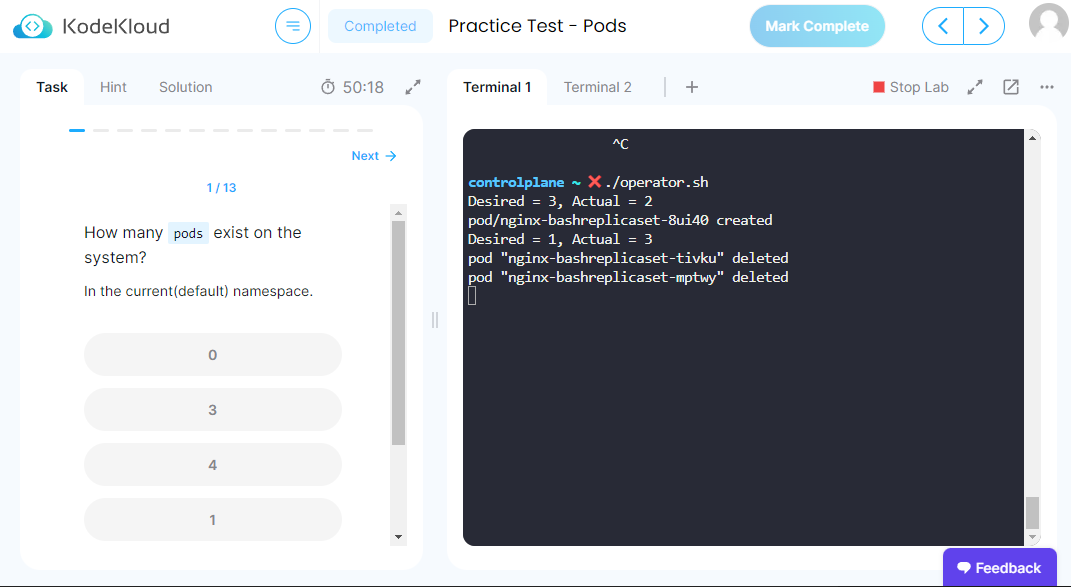 KodeKloud
Completed
Practice Test - Pods
Mark Complete
Task
Hint
Solution
50:18
Next →
1 / 13
How many pods exist on the
system?
In the current(default) namespace.
0
3
4
1
Terminal 1
Terminal 2
+
Stop Lab
...
^C
controlplane ~ ❌ ./operator.sh
Desired = 3, Actual = 2
pod/nginx-bashreplicaset-8ui40 created
Desired = 1, Actual = 3
pod "nginx-bashreplicaset-tivku" deleted
pod "nginx-bashreplicaset-mptwy" deleted
Feedback